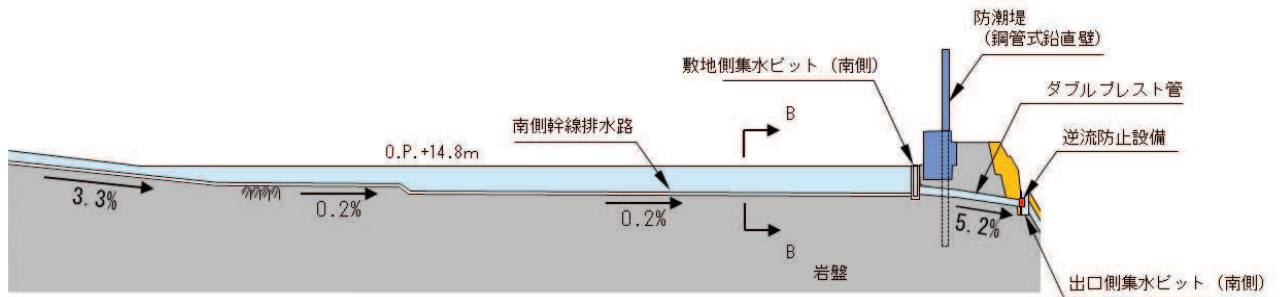 防潮堤
(鋼管式鉛直壁)
敷地側集水ピット (南側)
ダブルプレスト管
B
南側幹線排水路
逆流防止設備
O.P.+14.8m
3.3%
0.2%
0.2%
5.2%
B
岩盤
出口側集水ピット (南側)